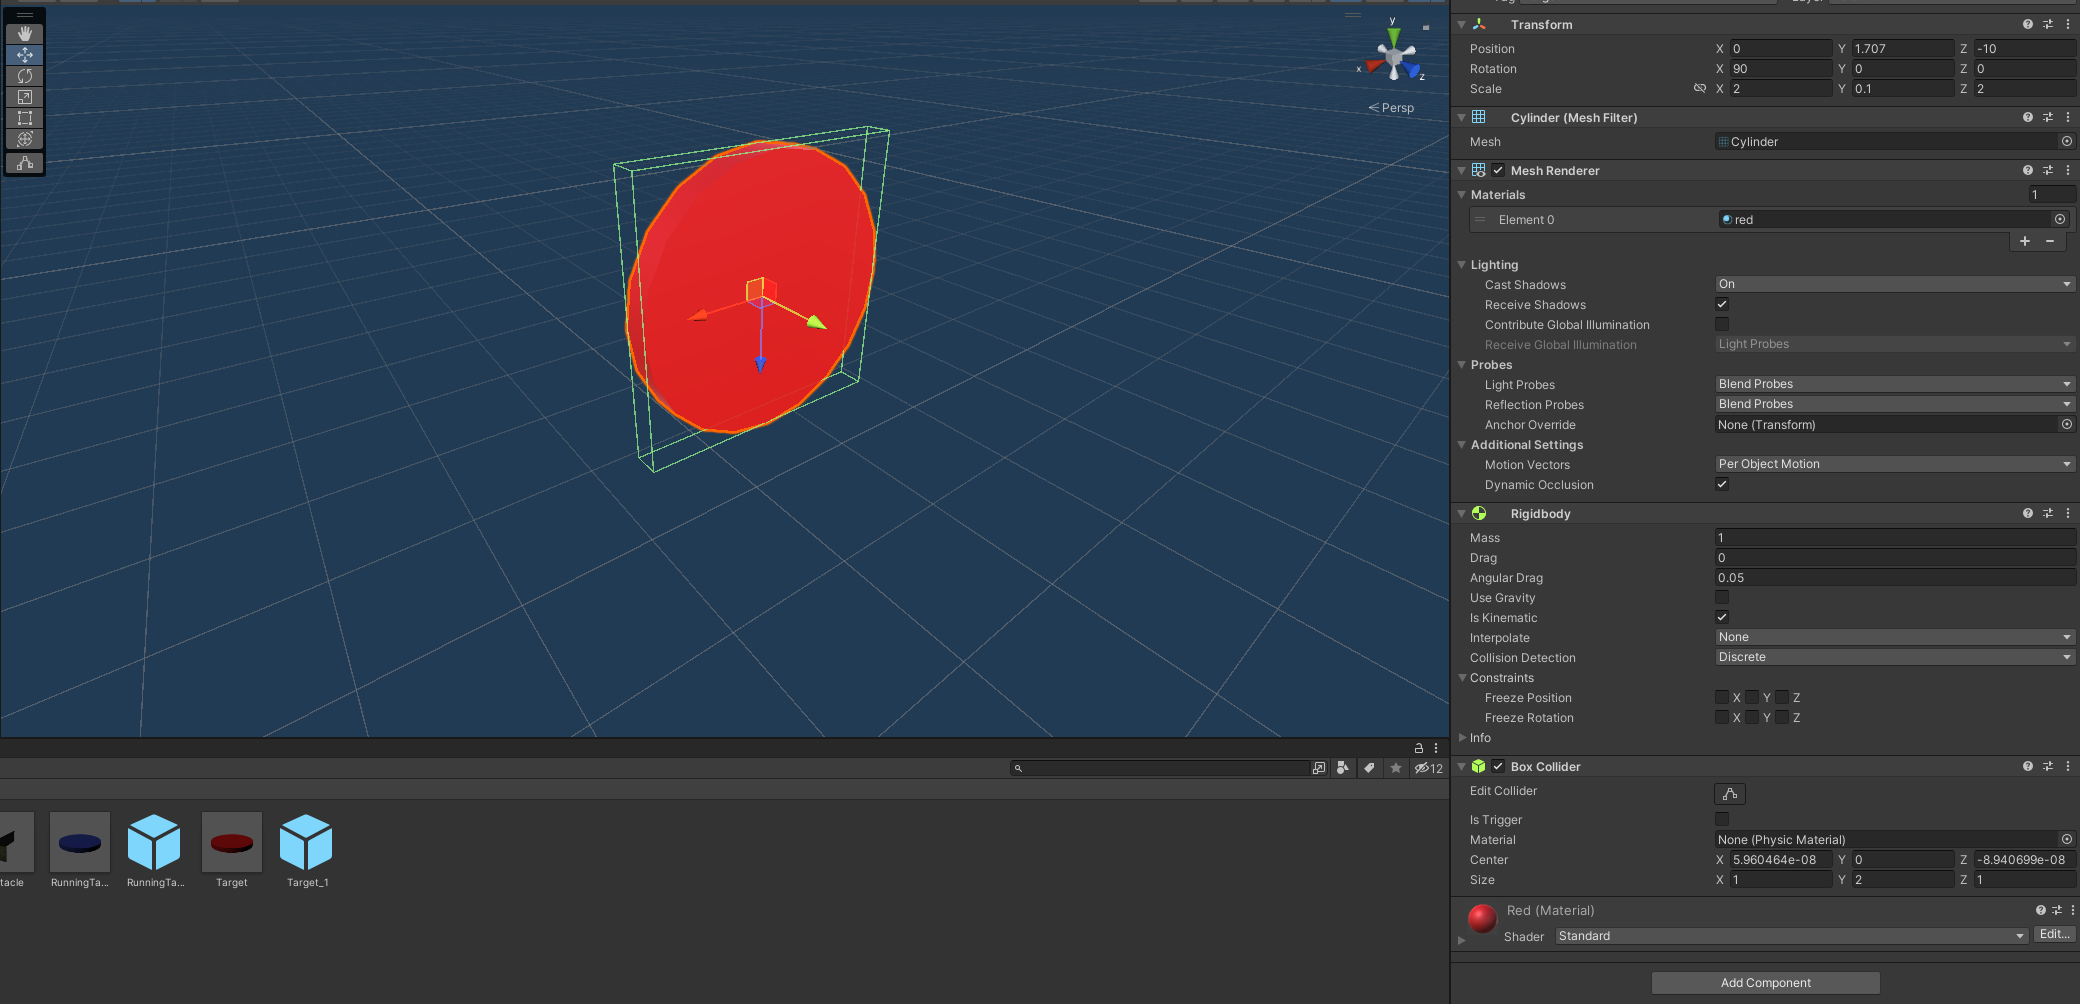 y
x
z
Persp
12
tacle
RunningTa...
RunningTa...
Target
Target_1
Transform
Position X 0 Y 1.707 Z -10
Rotation X 90 Y 0 Z 0
Scale X 2 Y 0.1 Z 2
Cylinder (Mesh Filter)
Mesh Cylinder
Mesh Renderer
Materials 1
Element 0 red
Lighting
Cast Shadows On
Receive Shadows
Contribute Global Illumination
Receive Global Illumination Light Probes
Probes
Light Probes Blend Probes
Reflection Probes Blend Probes
Anchor Override None (Transform)
Additional Settings
Motion Vectors Per Object Motion
Dynamic Occlusion
Rigidbody
Mass 1
Drag 0
Angular Drag 0.05
Use Gravity
Is Kinematic
Interpolate None
Collision Detection Discrete
Constraints
Freeze Position X Y Z
Freeze Rotation X Y Z
Info
Box Collider
Edit Collider
Is Trigger
Material None (Physic Material)
Center X 5.960464e-08 Y 0 Z -8.940699e-08
Size X 1 Y 2 Z 1
Red (Material)
Shader Standard Edit...
Add Component